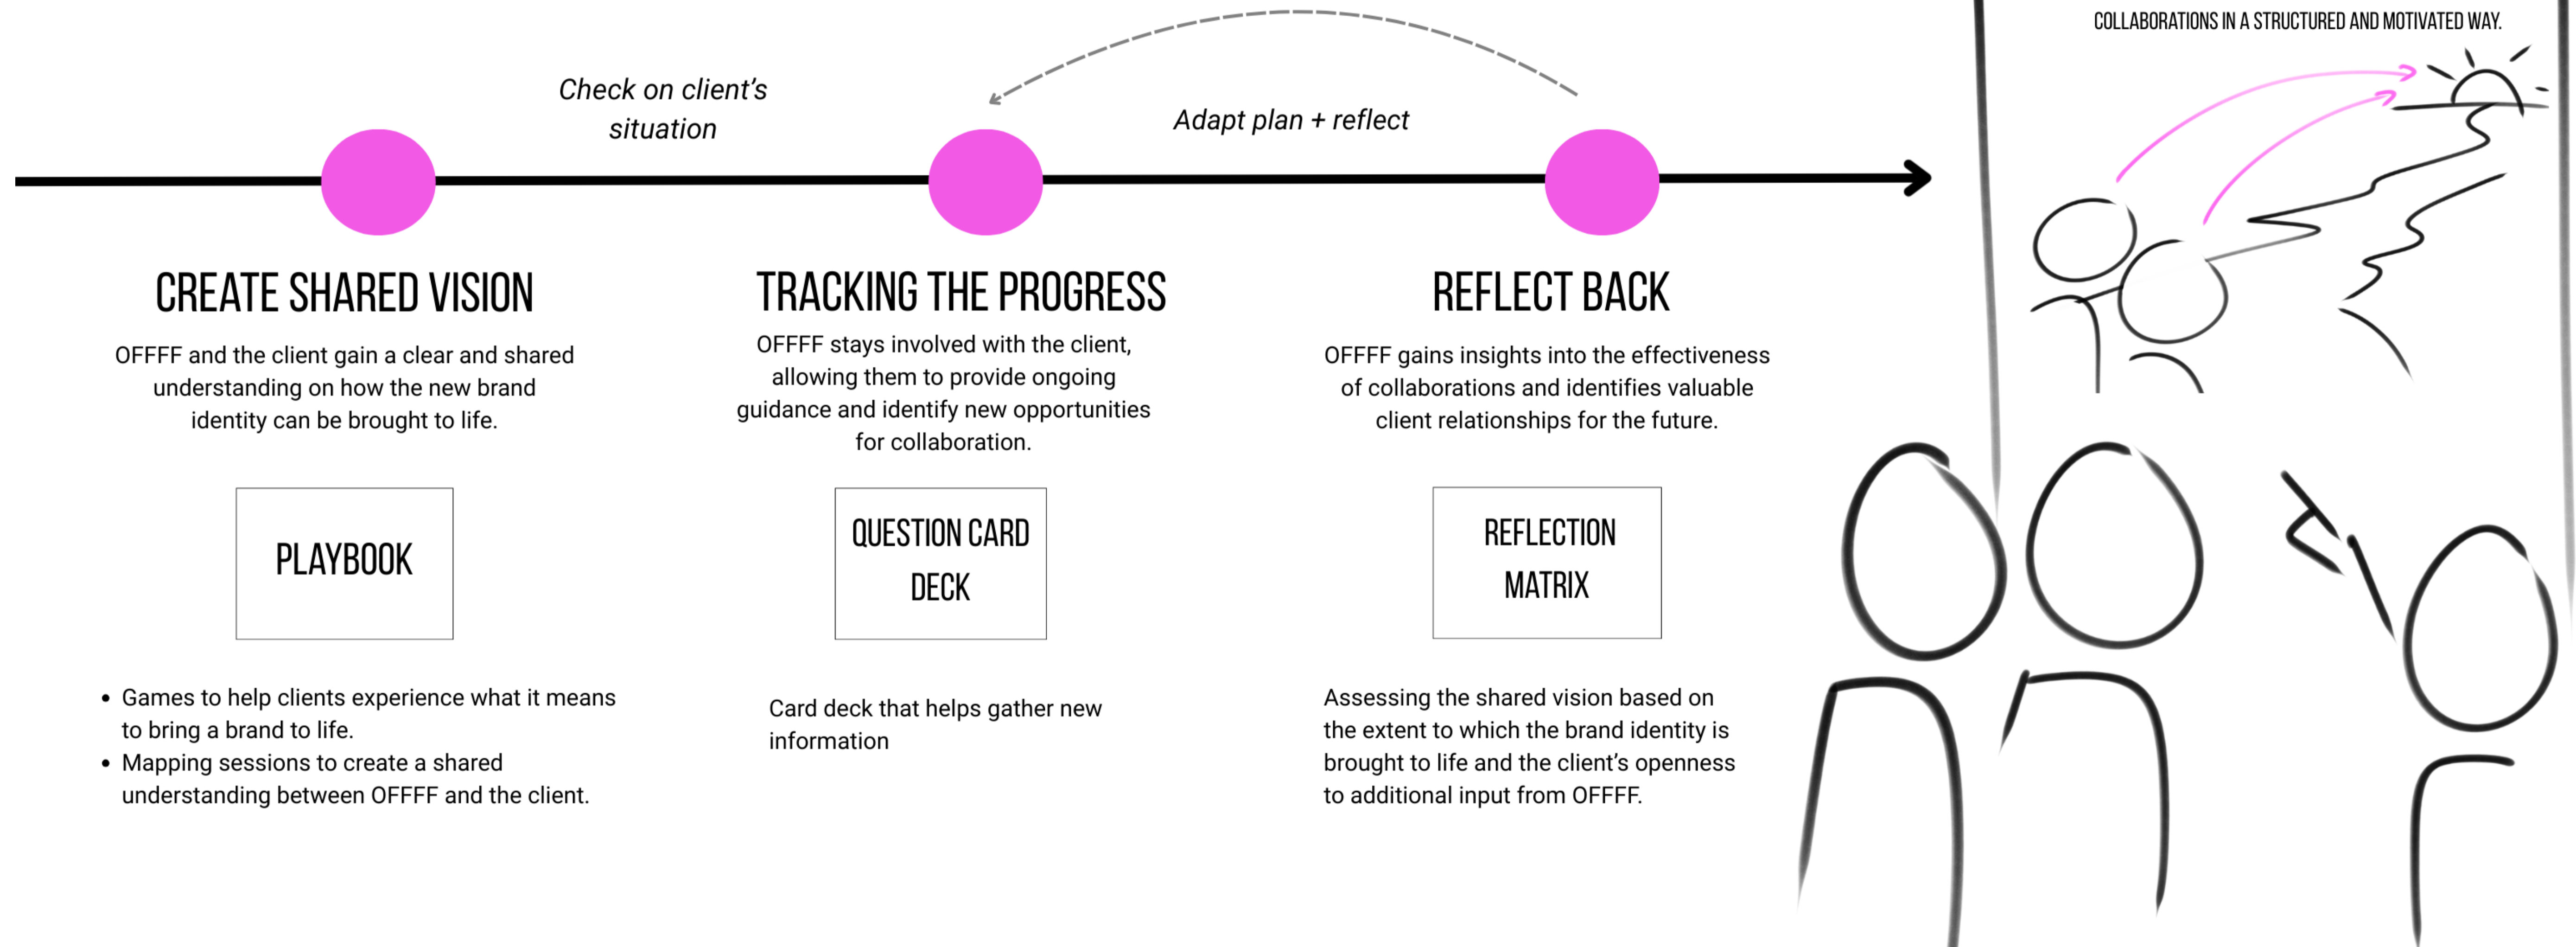 COLLABORATIONS IN A STRUCTURED AND MOTIVATED WAY.
Check on client's
situation
Adapt plan + reflect
CREATE SHARED VISION
OFFFF and the client gain a clear and shared
understanding on how the new brand
identity can be brought to life.
PLAYBOOK
• Games to help clients experience what it means
to bring a brand to life.
• Mapping sessions to create a shared
understanding between OFFFF and the client.
TRACKING THE PROGRESS
OFFFF stays involved with the client,
allowing them to provide ongoing
guidance and identify new opportunities
for collaboration.
QUESTION CARD
DECK
Card deck that helps gather new
information
REFLECT BACK
OFFFF gains insights into the effectiveness
of collaborations and identifies valuable
client relationships for the future.
REFLECTION
MATRIX
Assessing the shared vision based on
the extent to which the brand identity is
brought to life and the client's openness
to additional input from OFFFF.